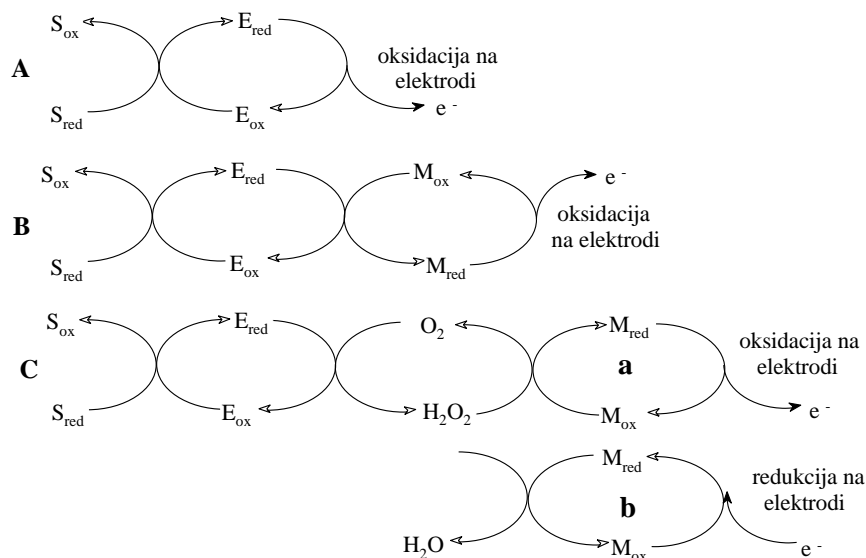 S_ox E_red
A oksidacija na
elektrodi
S_red E_ox e -
S_ox E_red M_ox e -
B oksidacija
na elektrodi
S_red E_ox M_red
S_ox E_red O_2 M_red
C a oksidacija na
elektrodi
S_red E_ox H_2O_2 M_ox e -
M_red redukcija na
b elektrodi
H_2O M_ox e -